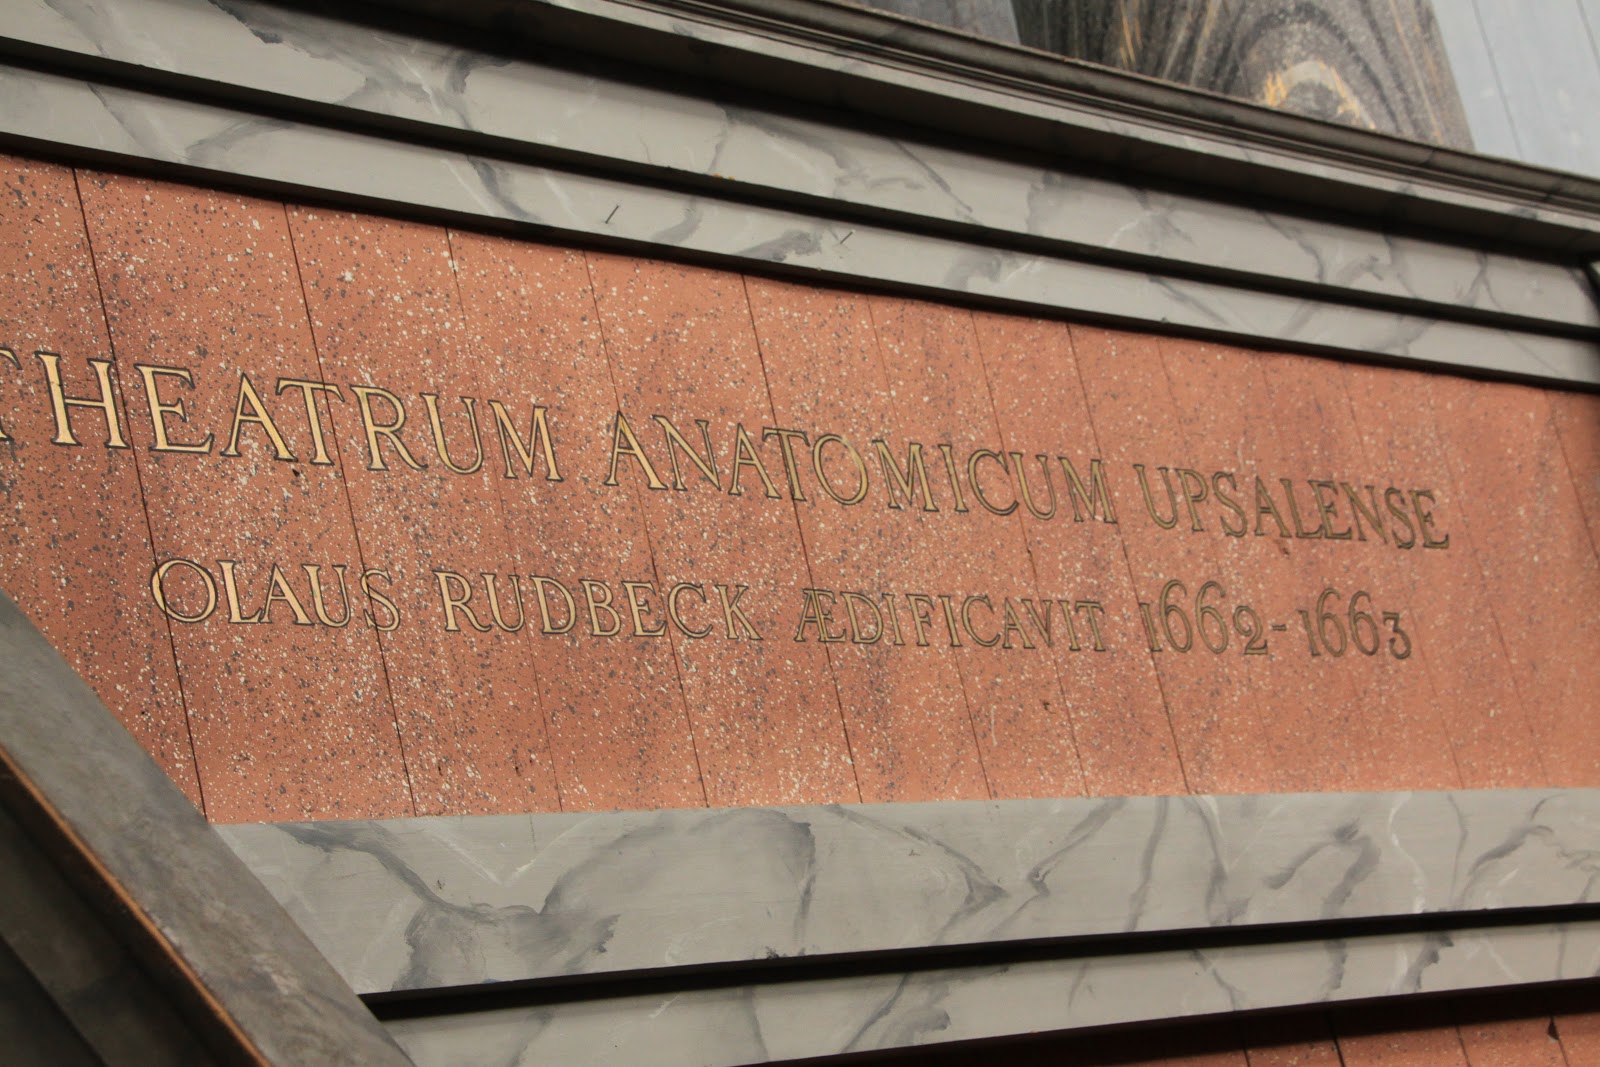 THEATRUM ANATOMICUM UPSALENSE
OLAUS RUDBECK ÆDIFICAVIT 1662-1663